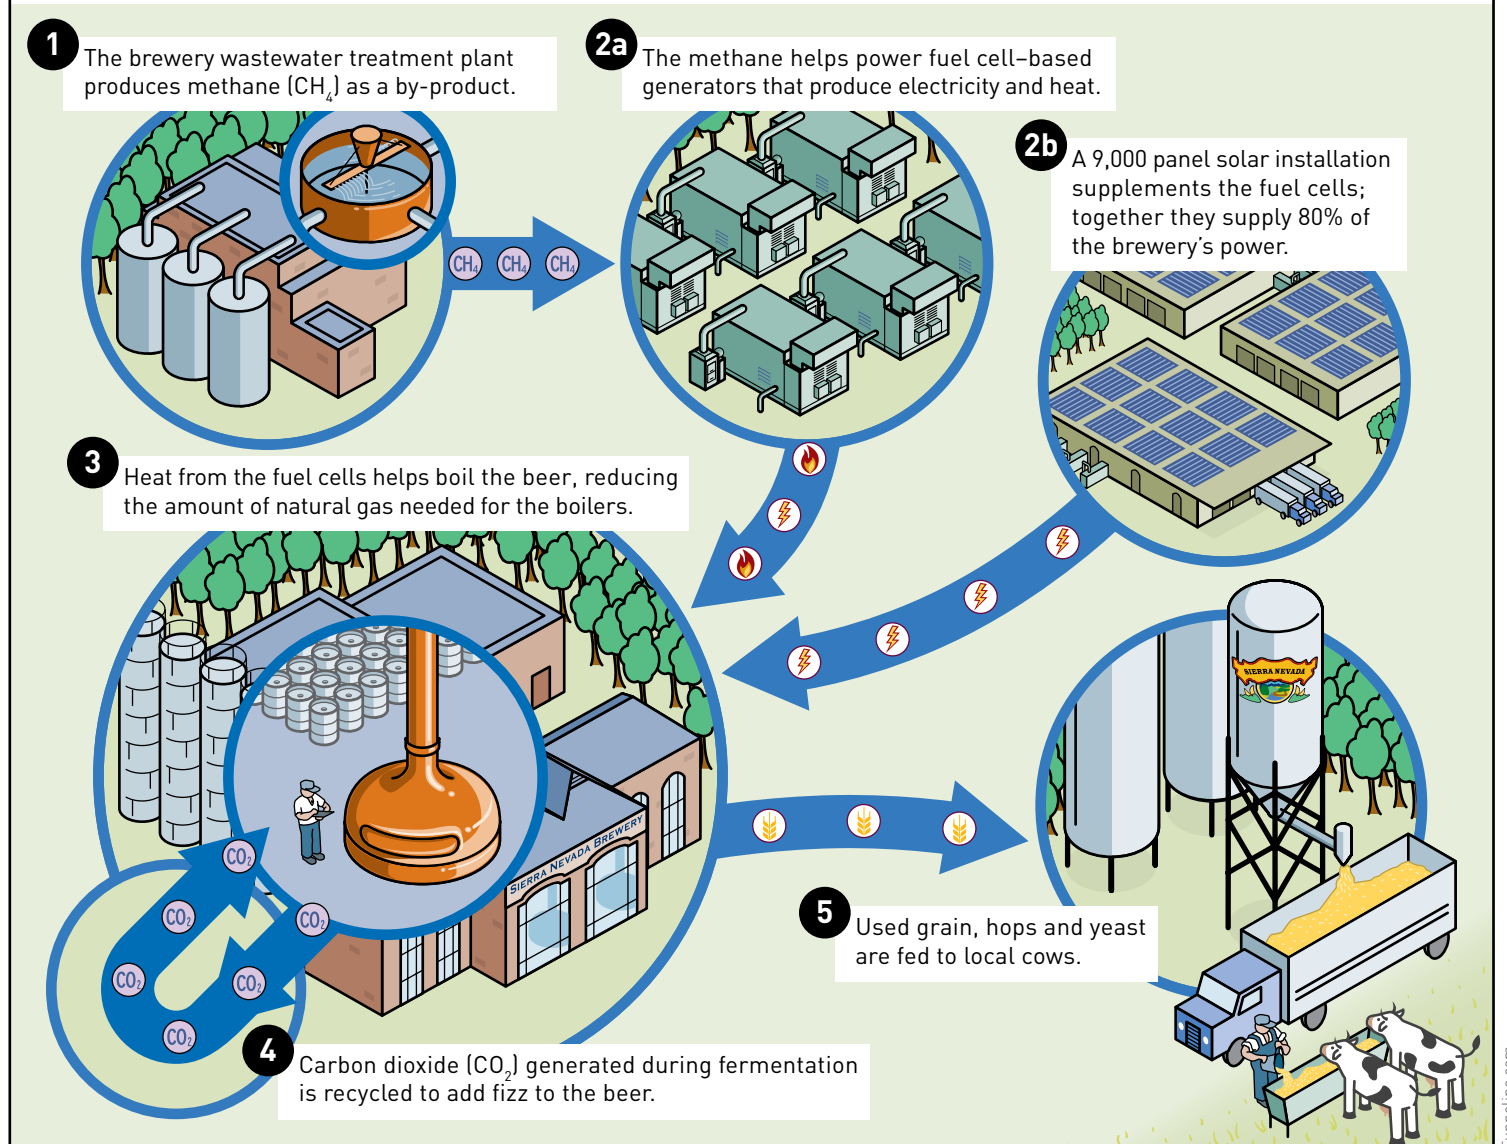 1
The brewery wastewater treatment plant
produces methane (CH₄) as a by-product.
2a
The methane helps power fuel cell–based
generators that produce electricity and heat.
2b
A 9,000 panel solar installation
supplements the fuel cells;
together they supply 80% of
the brewery's power.
CH₄ CH₄ CH₄
3
Heat from the fuel cells helps boil the beer, reducing
the amount of natural gas needed for the boilers.
SIERRA NEVADA
SIERRA NEVADA BREWERY
CO₂
CO₂
CO₂
CO₂
CO₂
CO₂
5
Used grain, hops and yeast
are fed to local cows.
4
Carbon dioxide (CO₂) generated during fermentation
is recycled to add fizz to the beer.